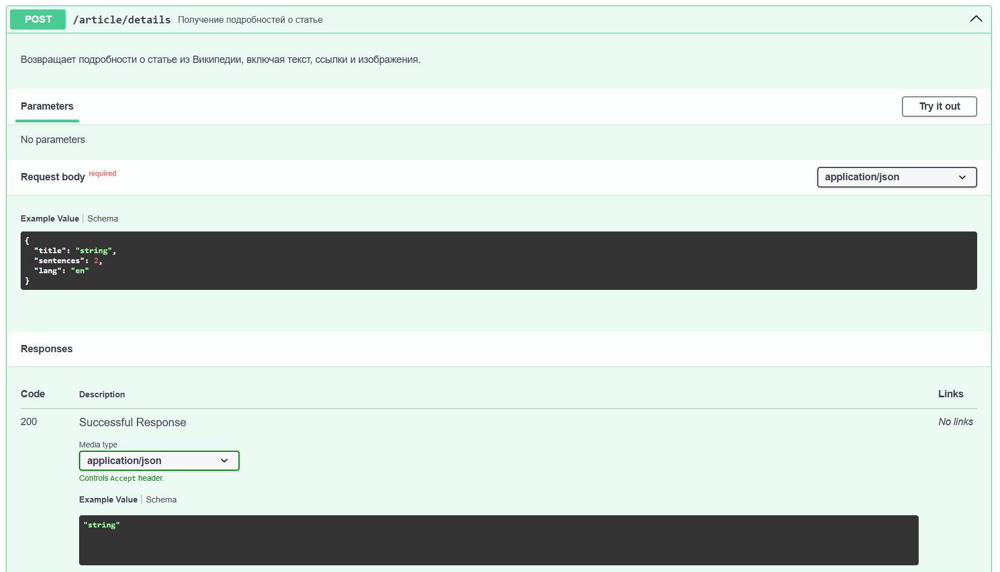 POST /article/details Получение подробностей о статье
Возвращает подробности о статье из Википедии, включая текст, ссылки и изображения.
Parameters Try it out
No parameters
Request body required application/json
Example Value Schema
{
"title": "string",
"sentences": 2,
"lang": "en"
}
Responses
Code Description Links
200 Successful Response No links
Media type
application/json
Controls Accept header.
Example Value Schema
"string"